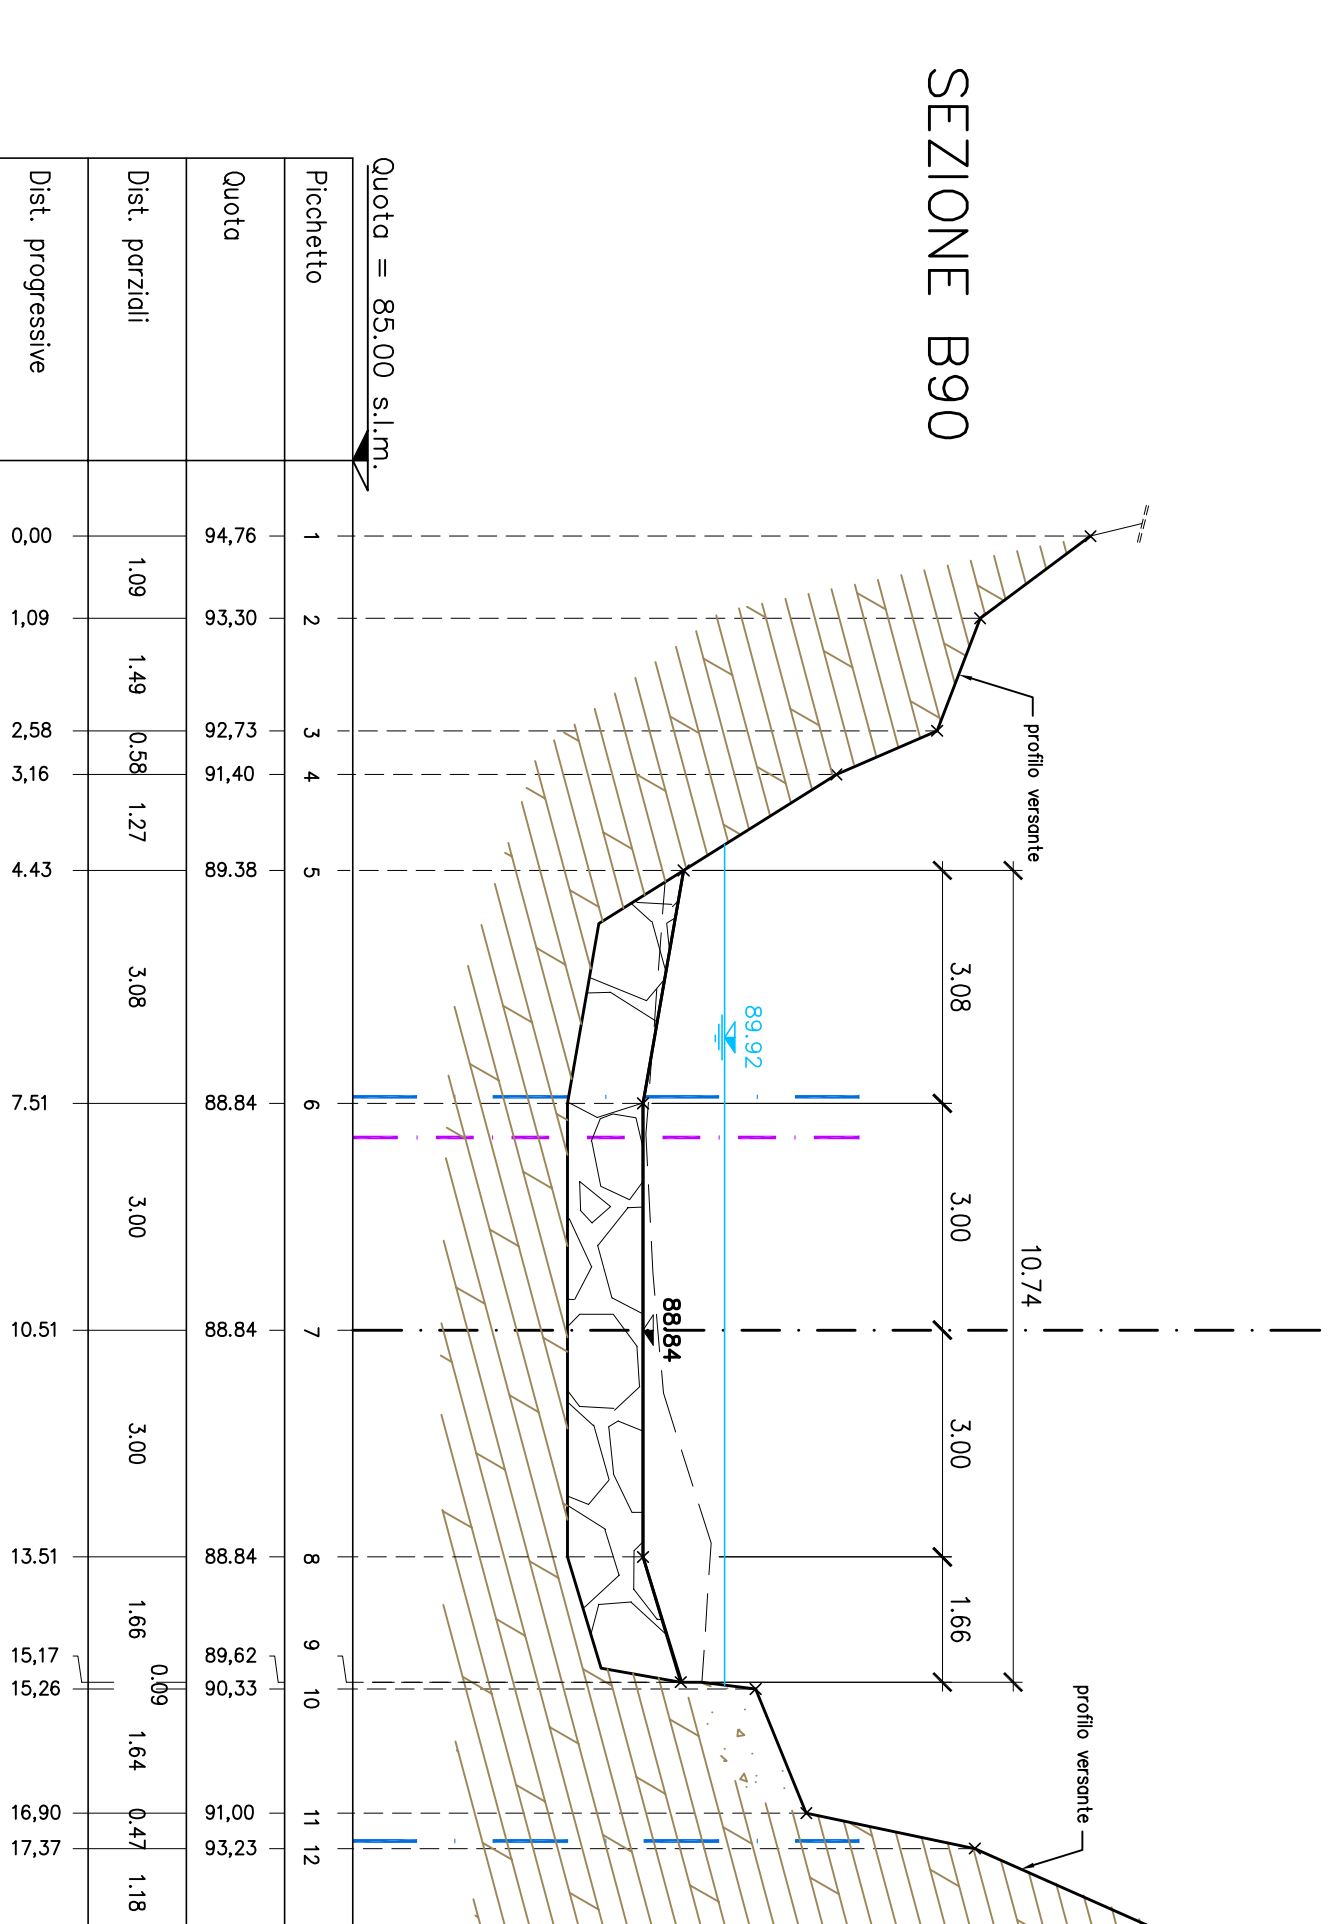 SEZIONE B90
profilo versante
profilo versante
10.74
3.08 3.00 3.00 1.66
89.92
88.84
Quota = 85.00 s.l.m.
Picchetto 1 2 3 4 5 6 7 8 9 10 11 12
Quota 94,76 93,30 92,73 91,40 89.38 88.84 88.84 88.84 89,62 90,33 91,00 93,23
Dist. parziali 1.09 1.49 0.58 1.27 3.08 3.00 3.00 1.66 0.09 1.64 0.47 1.18
Dist. progressive 0,00 1,09 2,58 3,16 4.43 7.51 10.51 13.51 15,17 15,26 16,90 17,37